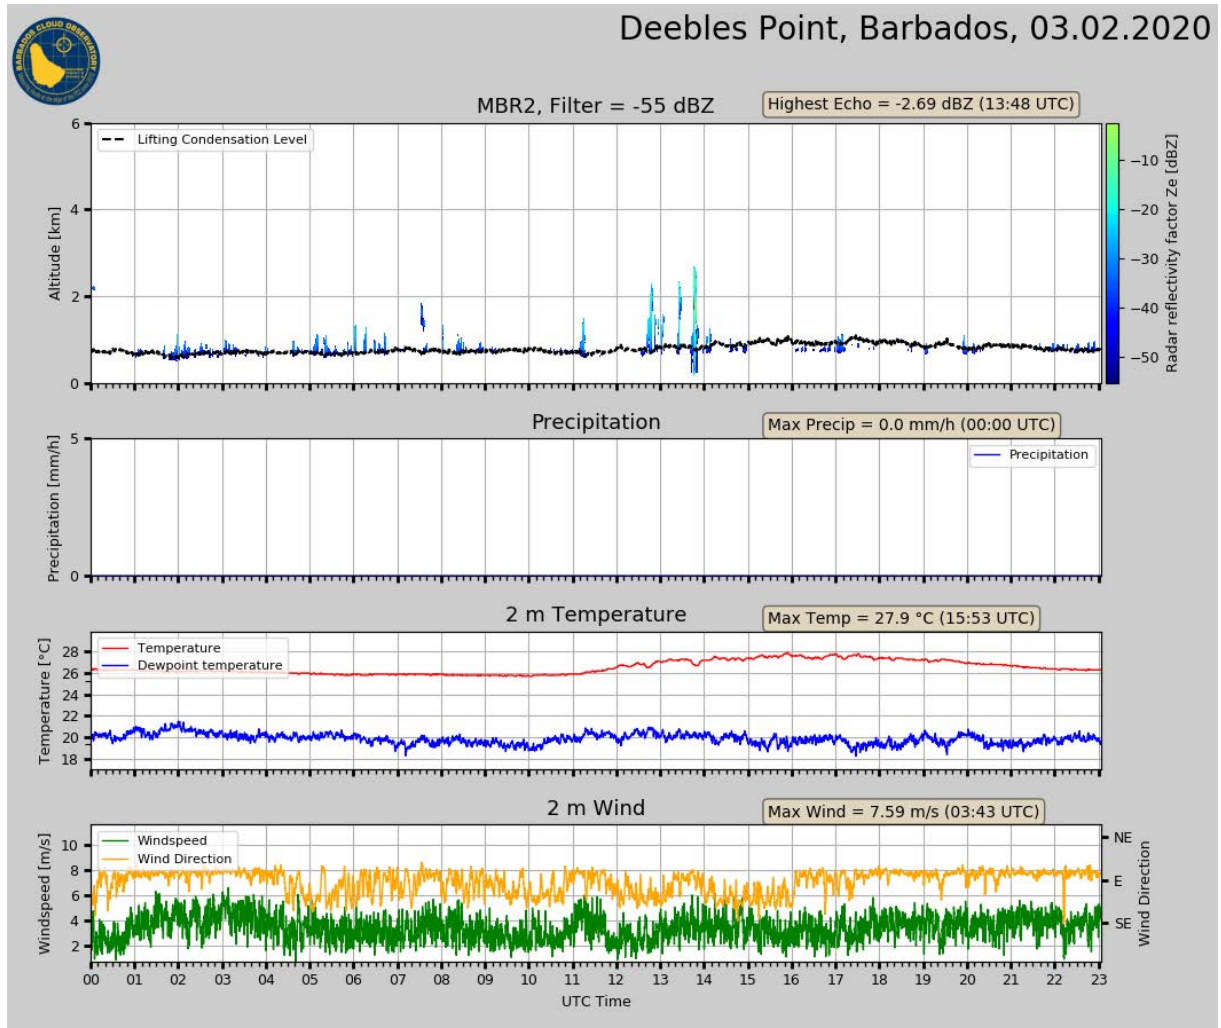 Deebles Point, Barbados, 03.02.2020
BARBADOS CLOUD OBSERVATORY
MBR2, Filter = -55 dBZ
Highest Echo = -2.69 dBZ (13:48 UTC)
Lifting Condensation Level
Altitude [km]
6
4
2
0
−10
−20
−30
−40
−50
Radar reflectivity factor Ze [dBZ]
Precipitation
Max Precip = 0.0 mm/h (00:00 UTC)
Precipitation
Precipitation [mm/h]
5
0
2 m Temperature
Max Temp = 27.9 °C (15:53 UTC)
Temperature
Dewpoint temperature
Temperature [°C]
28
26
24
22
20
18
2 m Wind
Max Wind = 7.59 m/s (03:43 UTC)
Windspeed
Wind Direction
Windspeed [m/s]
10
8
6
4
2
NE
E
SE
Wind Direction
00 01 02 03 04 05 06 07 08 09 10 11 12 13 14 15 16 17 18 19 20 21 22 23
UTC Time